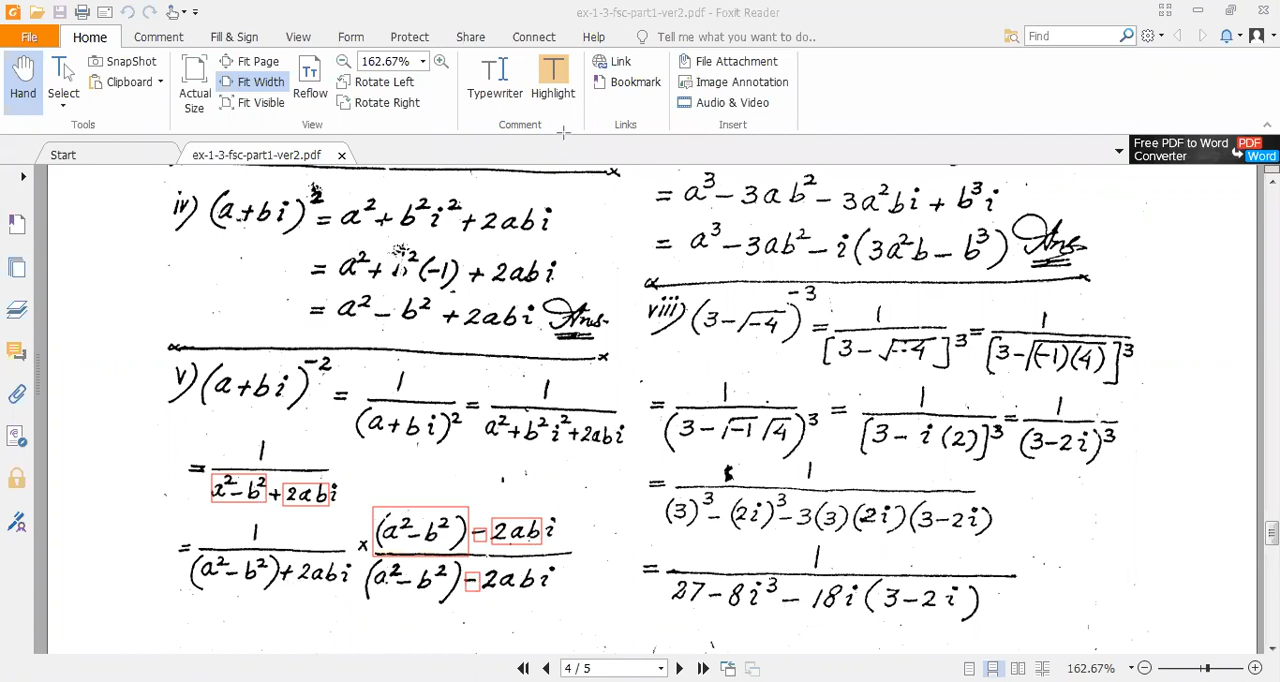 ex-1-3-fsc-part1-ver2.pdf - Foxit Reader
File Home Comment Fill & Sign View Form Protect Share Connect Help Tell me what you want to do.. Find
Hand
Select
SnapShot
Clipboard
Tools
Actual Size
Fit Page
Fit Width
Fit Visible
Reflow
162.67%
Rotate Left
Rotate Right
View
Typewriter
Highlight
Comment
Link
Bookmark
Links
File Attachment
Image Annotation
Audio & Video
Insert
Start
ex-1-3-fsc-part1-ver2.pdf
Free PDF to Word Converter
PDF
Word
iv) (a+bi)² = a² + b²i² + 2abi
= a² + b²(-1) + 2abi
= a² - b² + 2abi Ans.
v) (a+bi)⁻² = 1/(a+bi)² = 1/(a²+b²i²+2abi)
= 1/(a²-b²+2abi)
= 1/((a²-b²)+2abi) × ((a²-b²)-2abi)/((a²-b²)-2abi)
= a³ - 3ab² - 3a²bi + b³i
= a³ - 3ab² - i(3a²b - b³) Ans.
viii) (3-√-4)⁻³ = 1/[3-√-4]³ = 1/[3-√(-1)(4)]³
= 1/(3-√-1√4)³ = 1/[3-i(2)]³ = 1/(3-2i)³
= 1/((3)³-(2i)³-3(3)(2i)(3-2i))
= 1/(27-8i³-18i(3-2i))
4 / 5
162.67%